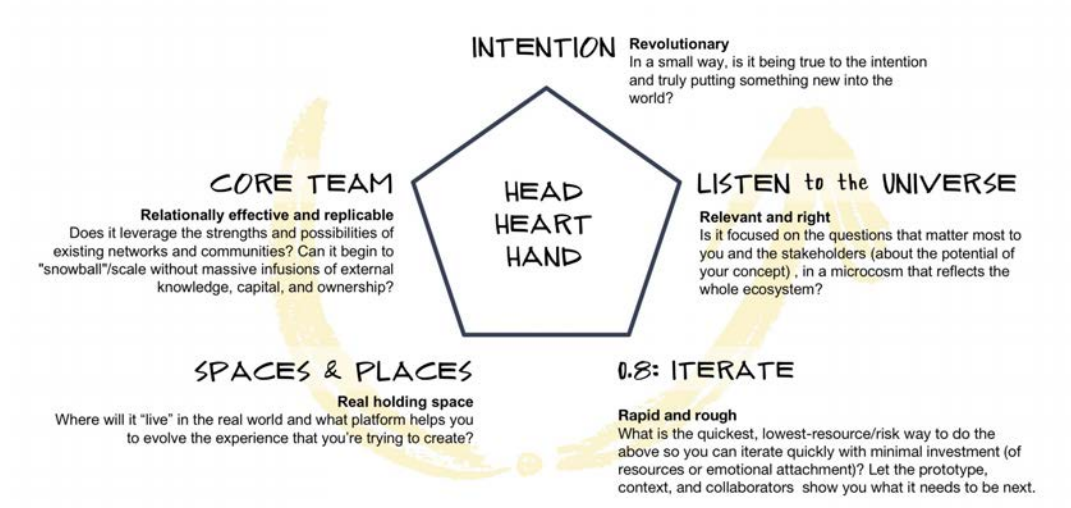 INTENTION
Revolutionary
In a small way, is it being true to the intention
and truly putting something new into the
world?
CORE TEAM
Relationally effective and replicable
Does it leverage the strengths and possibilities of
existing networks and communities? Can it begin to
"snowball"/scale without massive infusions of external
knowledge, capital, and ownership?
HEAD
HEART
HAND
LISTEN to the UNIVERSE
Relevant and right
Is it focused on the questions that matter most to
you and the stakeholders (about the potential of
your concept) , in a microcosm that reflects the
whole ecosystem?
SPACES & PLACES
Real holding space
Where will it “live” in the real world and what platform helps you
to evolve the experience that you’re trying to create?
0.8: ITERATE
Rapid and rough
What is the quickest, lowest-resource/risk way to do the
above so you can iterate quickly with minimal investment (of
resources or emotional attachment)? Let the prototype,
context, and collaborators  show you what it needs to be next.